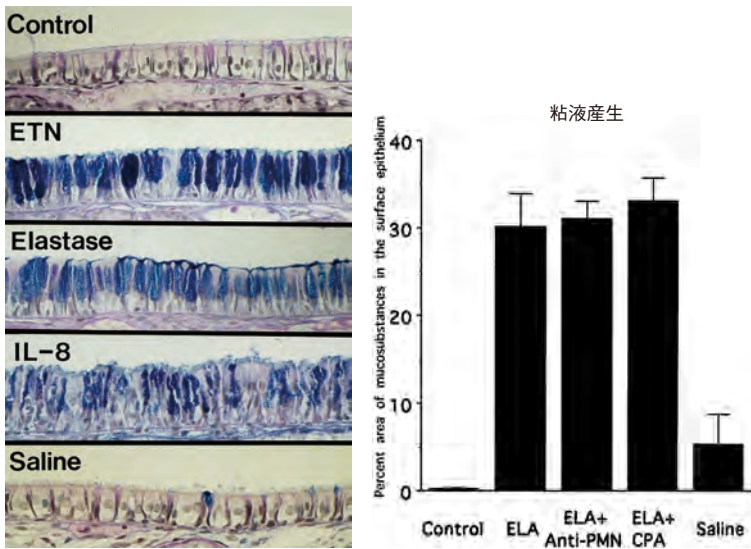 Control
ETN
Elastase
IL-8
Saline
粘液産生
Percent area of mucosubstances in the surface epithelium
40
30
20
10
0
Control
ELA
ELA+
Anti-PMN
ELA+
CPA
Saline